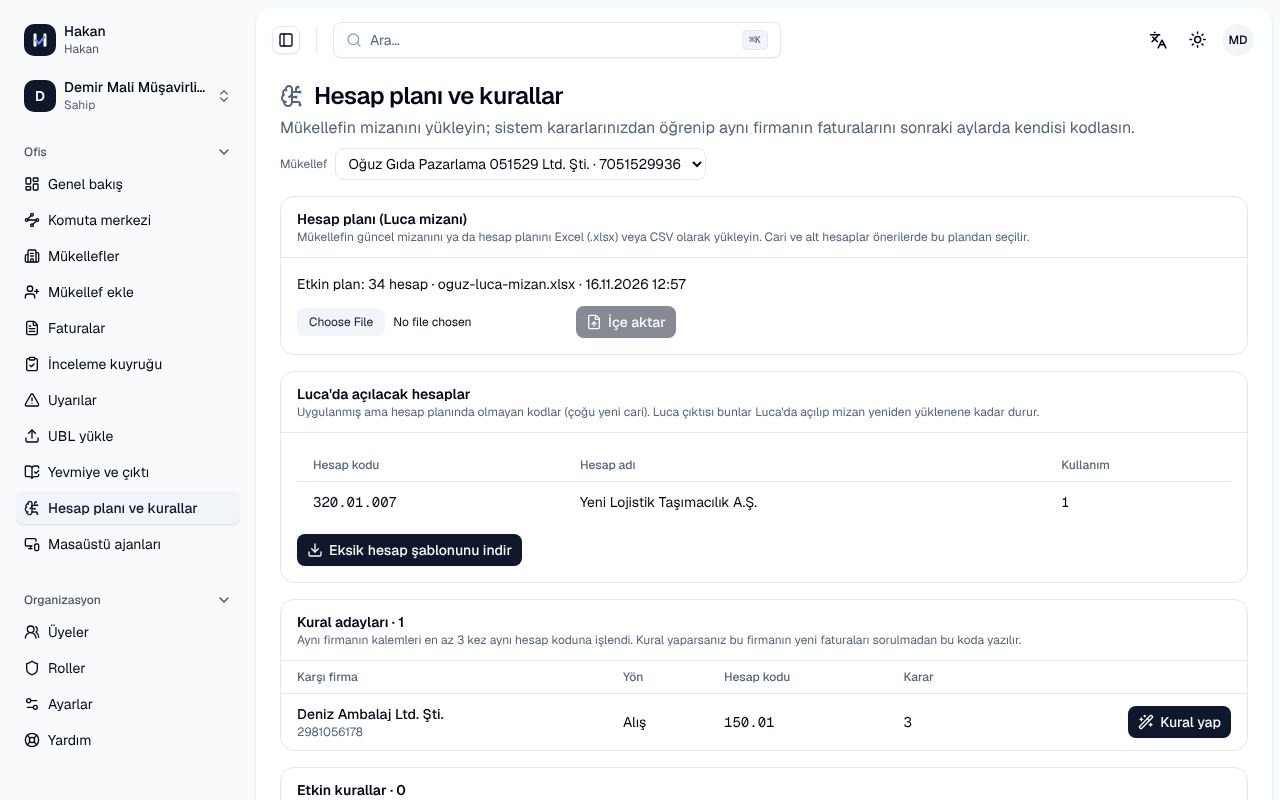 Hakan
Hakan
D
Demir Mali Müşavirli...
Sahip
Ofis
Genel bakış
Komuta merkezi
Mükellefler
Mükellef ekle
Faturalar
İnceleme kuyruğu
Uyarılar
UBL yükle
Yevmiye ve çıktı
Hesap planı ve kurallar
Masaüstü ajanları
Organizasyon
Üyeler
Roller
Ayarlar
Yardım
Ara...
⌘K
MD
Hesap planı ve kurallar
Mükellefin mizanını yükleyin; sistem kararlarınızdan öğrenip aynı firmanın faturalarını sonraki aylarda kendisi kodlasın.
Mükellef
Oğuz Gıda Pazarlama 051529 Ltd. Şti. · 7051529936
Hesap planı (Luca mizanı)
Mükellefin güncel mizanını ya da hesap planını Excel (.xlsx) veya CSV olarak yükleyin. Cari ve alt hesaplar önerilerde bu plandan seçilir.
Etkin plan: 34 hesap · oguz-luca-mizan.xlsx · 16.11.2026 12:57
Choose File No file chosen
İçe aktar
Luca'da açılacak hesaplar
Uygulanmış ama hesap planında olmayan kodlar (çoğu yeni cari). Luca çıktısı bunlar Luca'da açılıp mizan yeniden yüklenene kadar durur.
Hesap kodu Hesap adı Kullanım
320.01.007 Yeni Lojistik Taşımacılık A.Ş. 1
Eksik hesap şablonunu indir
Kural adayları · 1
Aynı firmanın kalemleri en az 3 kez aynı hesap koduna işlendi. Kural yaparsanız bu firmanın yeni faturaları sorulmadan bu koda yazılır.
Karşı firma Yön Hesap kodu Karar
Deniz Ambalaj Ltd. Şti.
2981056178
Alış 150.01 3 Kural yap
Etkin kurallar · 0